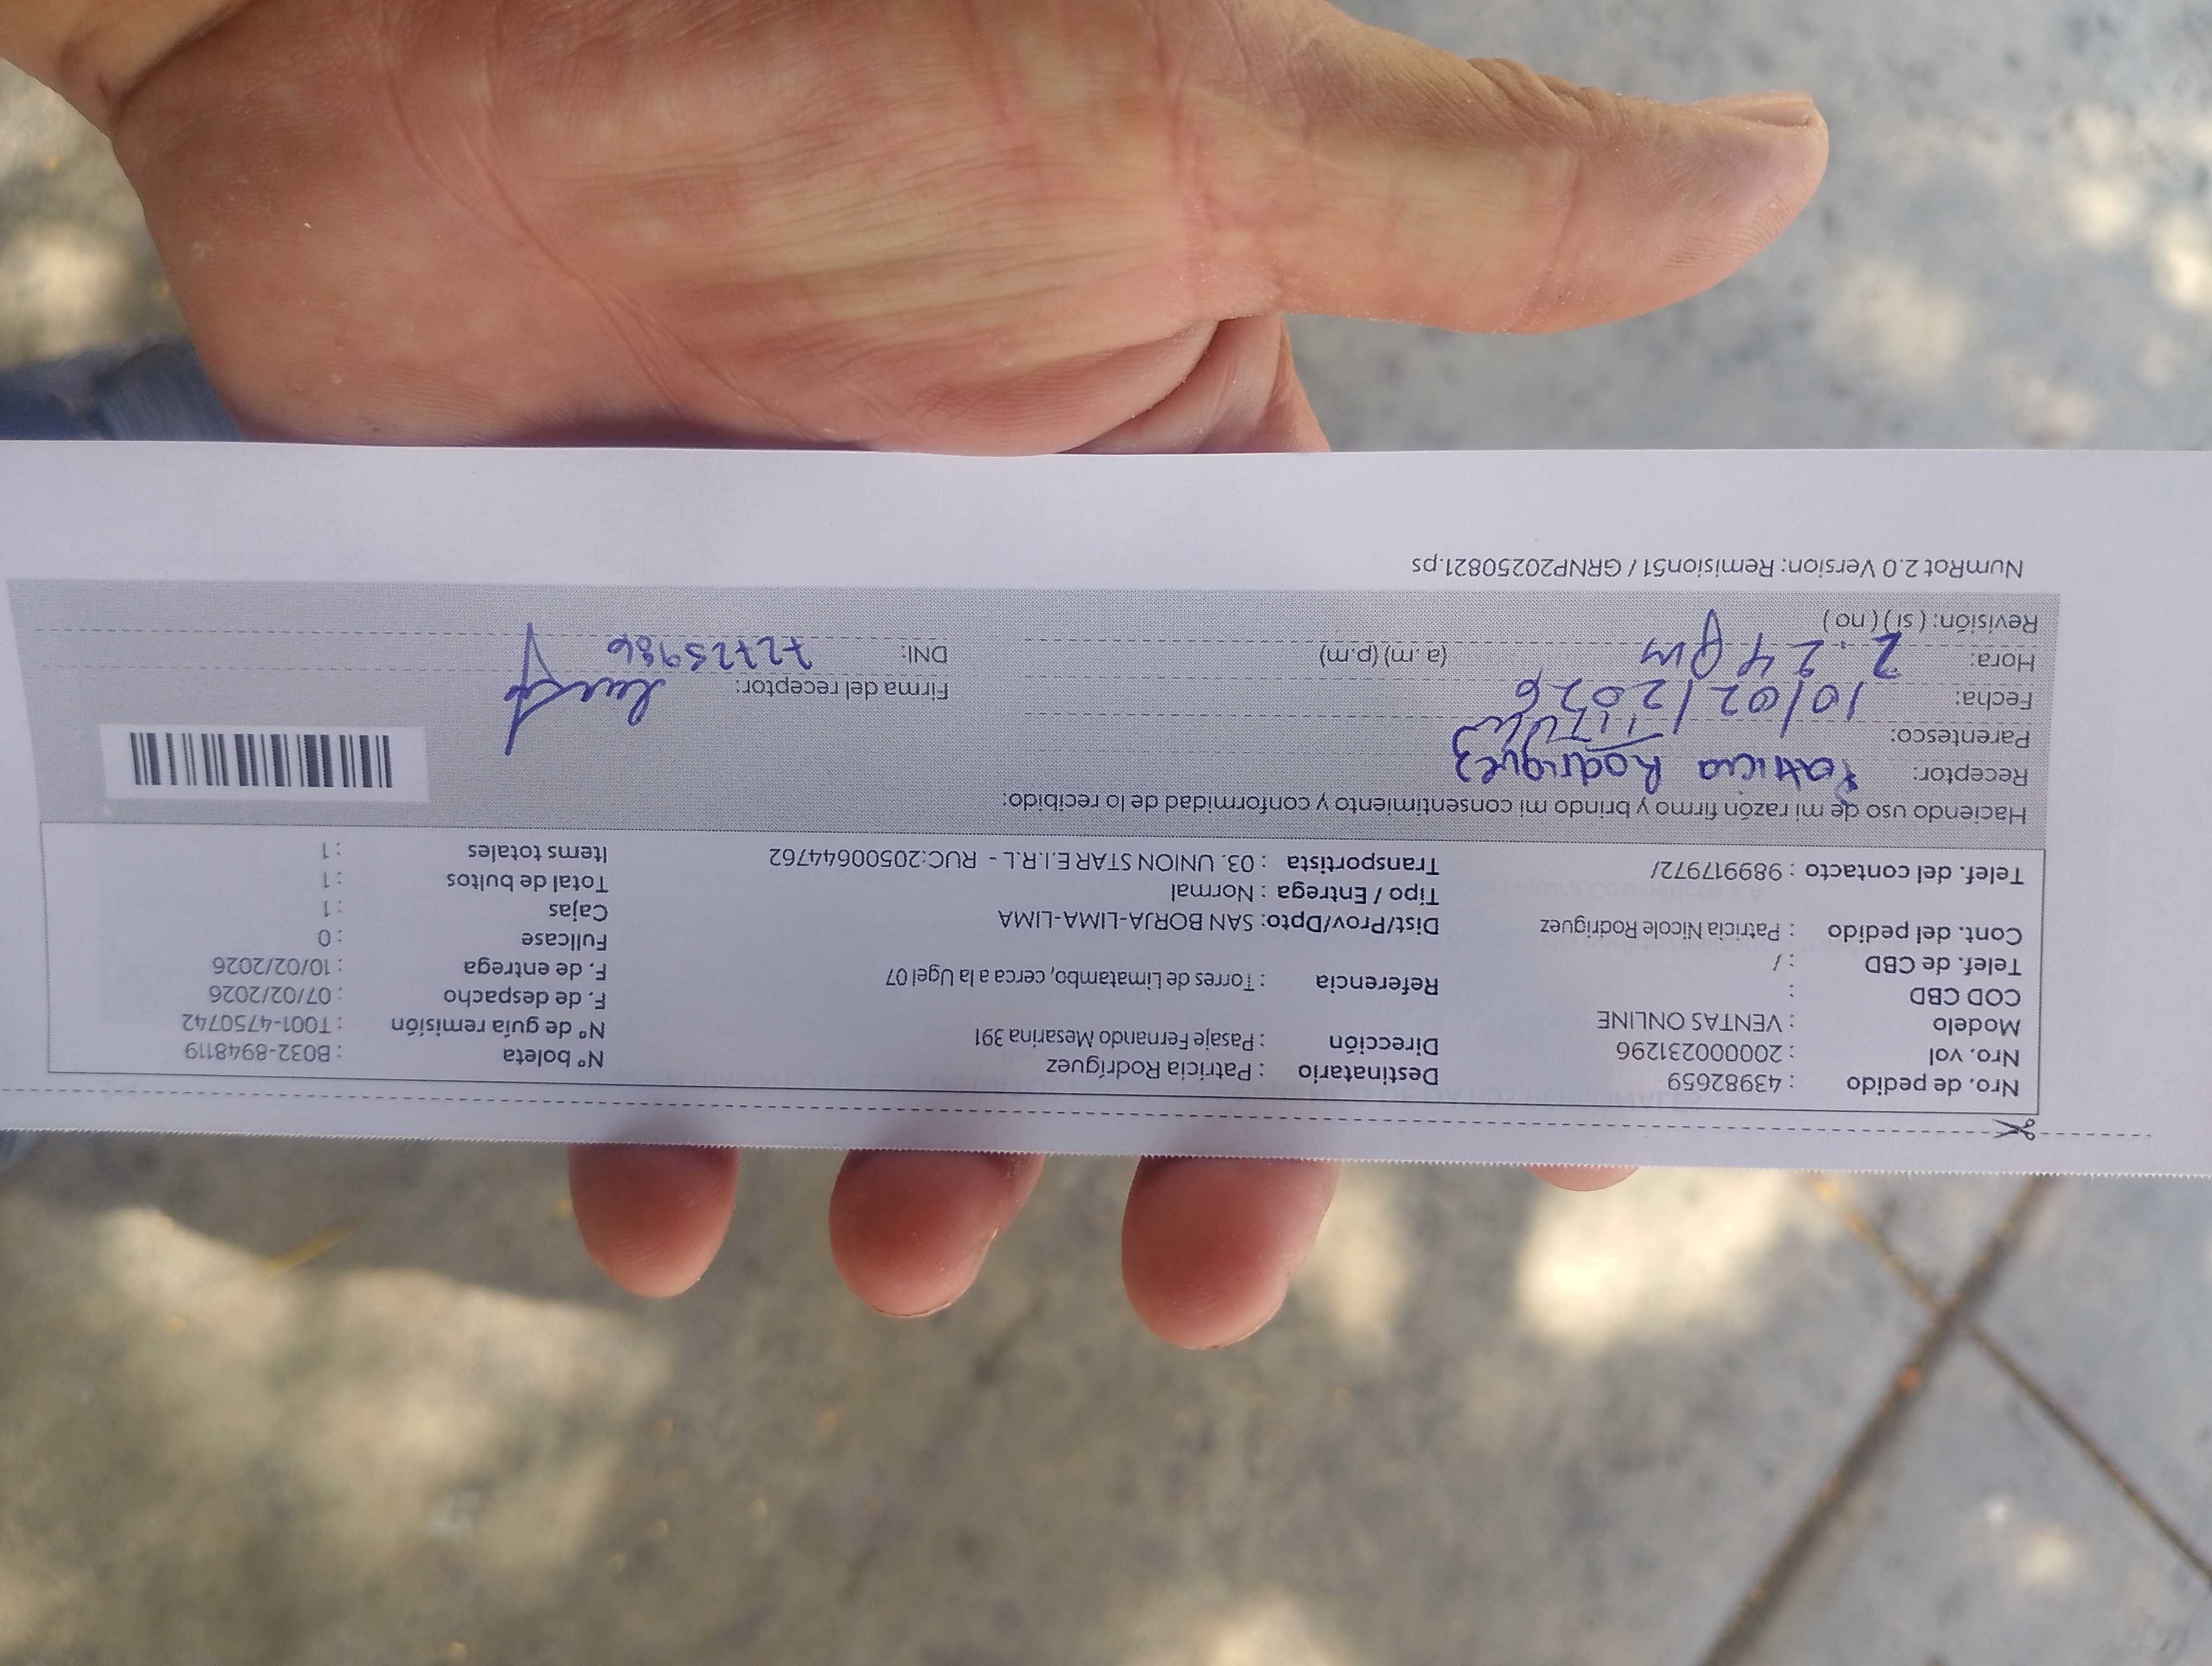 Nro. de pedido : 43982659
Nro. vol : 20000231296
Modelo : VENTAS ONLINE
COD CBD :
Telef. de CBD : /
Cont. del pedido : Patricia Nicole Rodriguez
Telef. del contacto : 989917972/
Destinatario : Patricia Rodríguez
Dirección : Pasaje Fernando Mesarina 391
Referencia : Torres de Limatambo, cerca a la Ugel 07
Dist/Prov/Dpto: SAN BORJA-LIMA-LIMA
Tipo / Entrega : Normal
Transportista : 03. UNION STAR E.I.R.L - RUC:20500644762
N° boleta : B032-8948119
N° de guía remisión : T001-4750742
F. de despacho : 07/02/2026
F. de entrega : 10/02/2026
Fullcase : 0
Cajas : 1
Total de bultos : 1
Items totales : 1
Haciendo uso de mi razón firmo y brindo mi consentimiento y conformidad de lo recibido:
Receptor: Patricia Rodriguez
Parentesco: Titular
Fecha: 10/02/2026
Hora: 2:24 pm (a.m) (p.m)
Revisión: ( si ) ( no )
Firma del receptor:
DNI: 72725986
NumRot 2.0 Version: Remision51 / GRNP20250821.ps